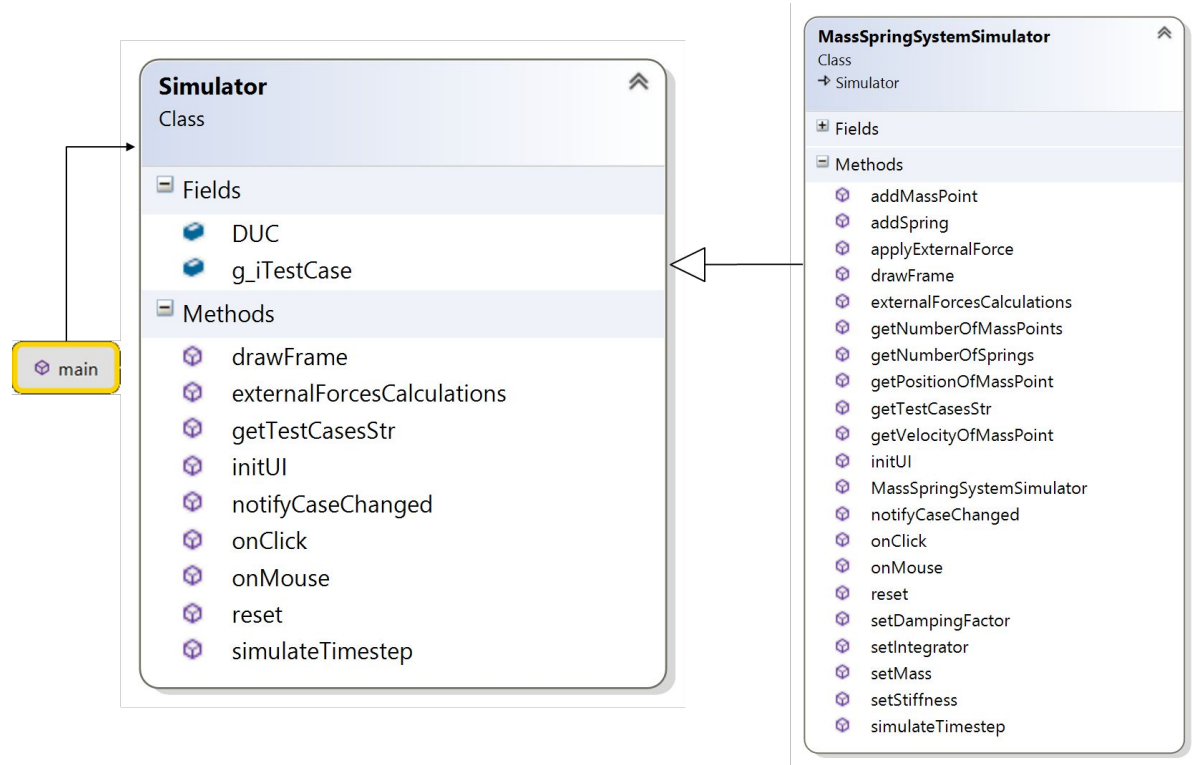 main
Simulator
Class
Fields
DUC
g_iTestCase
Methods
drawFrame
externalForcesCalculations
getTestCasesStr
initUI
notifyCaseChanged
onClick
onMouse
reset
simulateTimestep
MassSpringSystemSimulator
Class
Simulator
Fields
Methods
addMassPoint
addSpring
applyExternalForce
drawFrame
externalForcesCalculations
getNumberOfMassPoints
getNumberOfSprings
getPositionOfMassPoint
getTestCasesStr
getVelocityOfMassPoint
initUI
MassSpringSystemSimulator
notifyCaseChanged
onClick
onMouse
reset
setDampingFactor
setIntegrator
setMass
setStiffness
simulateTimestep